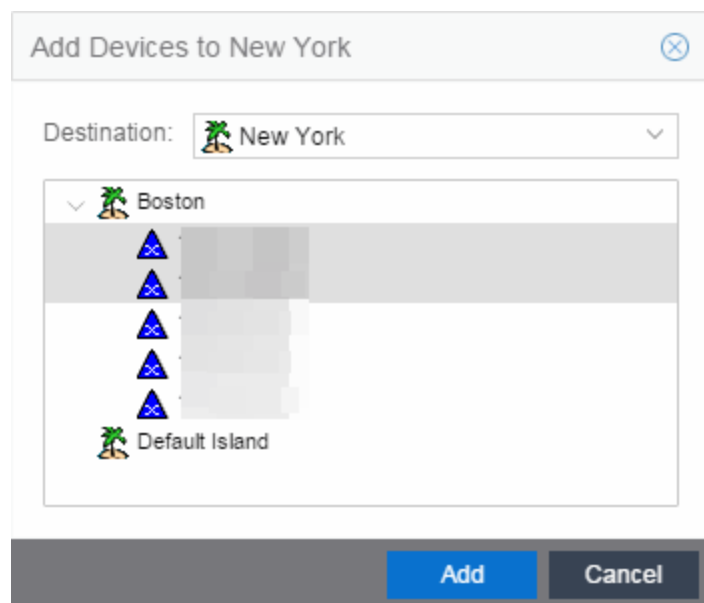 Add Devices to New York
Destination: New York
Boston
Default Island
Add Cancel